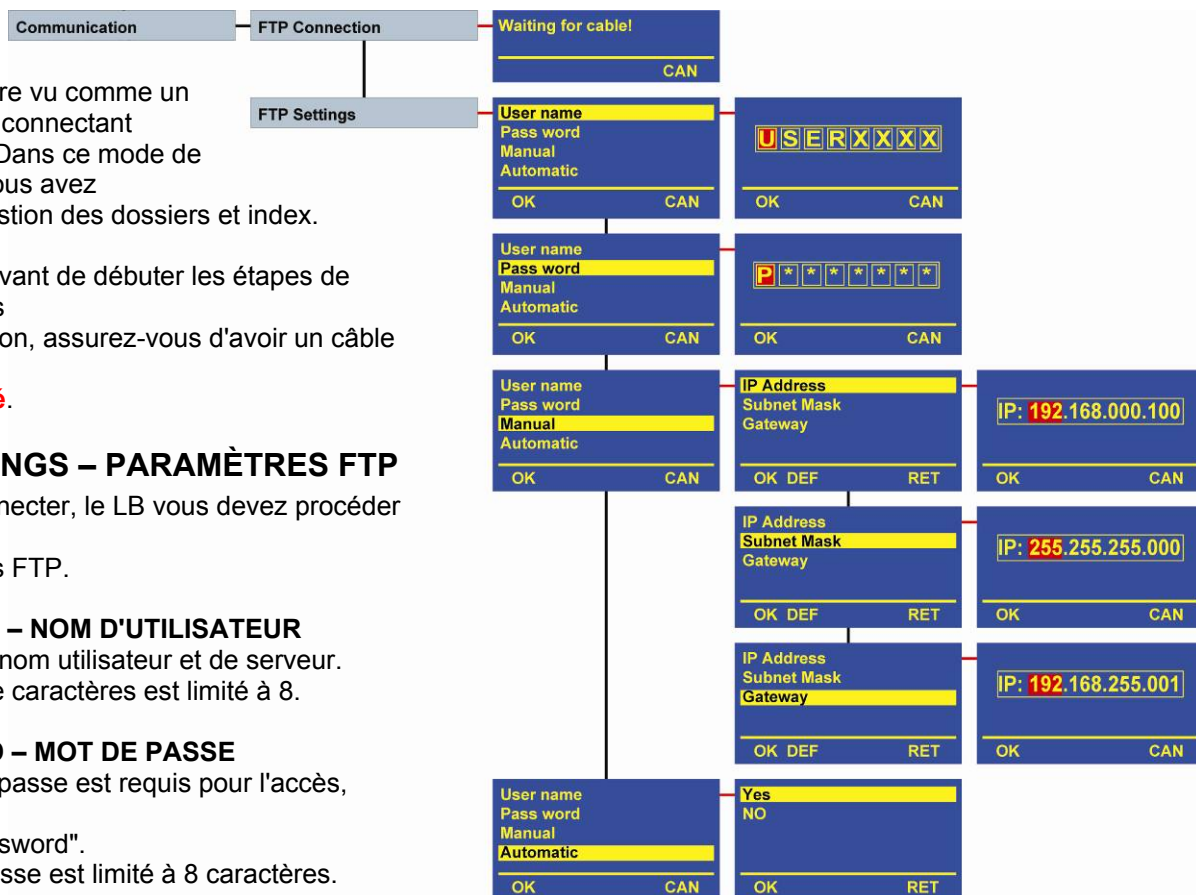 Communication
FTP Connection
Waiting for cable!
CAN
re vu comme un
connectant
Dans ce mode de
ous avez
stion des dossiers et index.
vant de débuter les étapes de
s
on, assurez-vous d'avoir un câble
é.
NGS – PARAMÈTRES FTP
necter, le LB vous devez procéder
s FTP.
– NOM D'UTILISATEUR
nom utilisateur et de serveur.
e caractères est limité à 8.
– MOT DE PASSE
passe est requis pour l'accès,
sword".
sse est limité à 8 caractères.
FTP Settings
User name
Pass word
Manual
Automatic
OK CAN
USERXXXX
OK CAN
User name
Pass word
Manual
Automatic
OK CAN
P*******
OK CAN
User name
Pass word
Manual
Automatic
OK CAN
IP Address
Subnet Mask
Gateway
OK DEF RET
IP: 192.168.000.100
OK CAN
IP Address
Subnet Mask
Gateway
OK DEF RET
IP: 255.255.255.000
OK CAN
IP Address
Subnet Mask
Gateway
OK DEF RET
IP: 192.168.255.001
OK CAN
User name
Pass word
Manual
Automatic
OK CAN
Yes
NO
OK RET